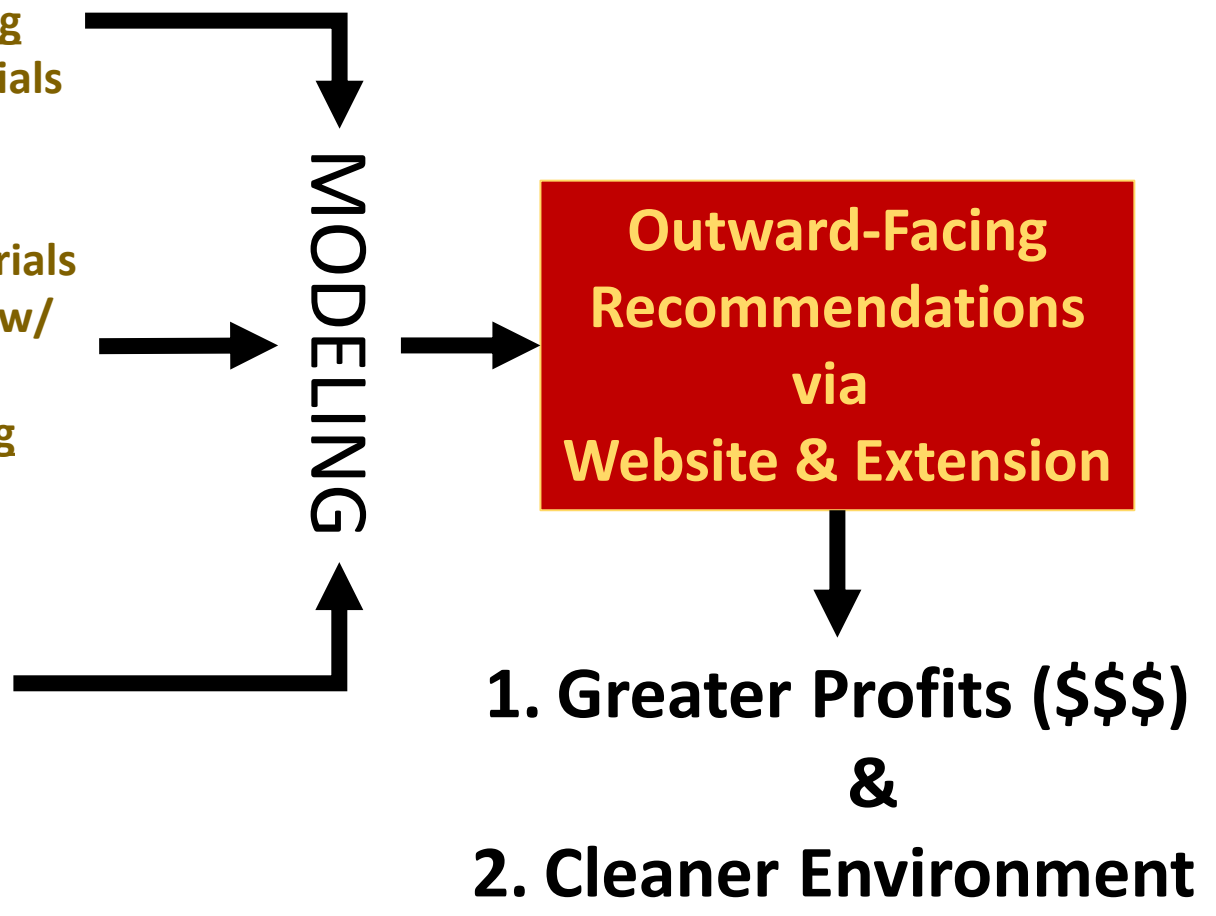 MODELING
Outward-Facing
Recommendations
via
Website & Extension
1. Greater Profits ($$$)
&
2. Cleaner Environment
w/